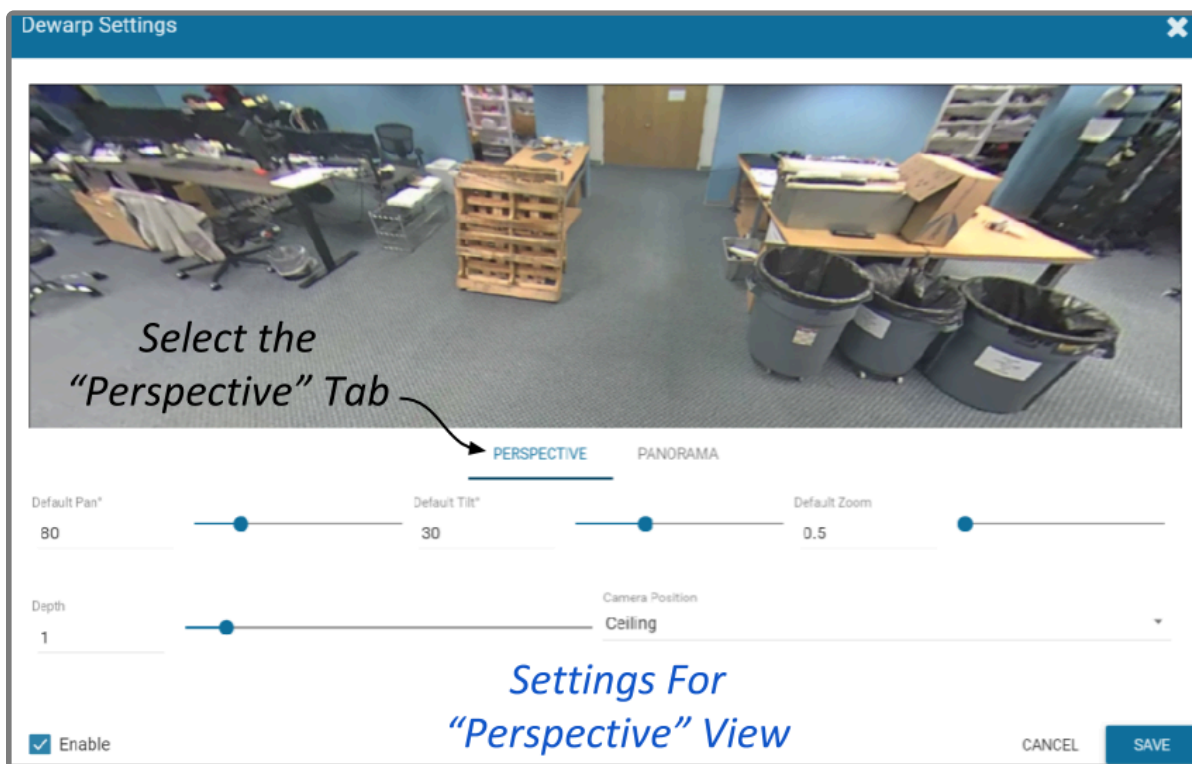 Dewarp Settings
Select the
“Perspective” Tab
PERSPECTIVE PANORAMA
Default Pan° Default Tilt° Default Zoom
80 30 0.5
Depth Camera Position
1 Ceiling
Settings For
“Perspective” View
Enable CANCEL SAVE